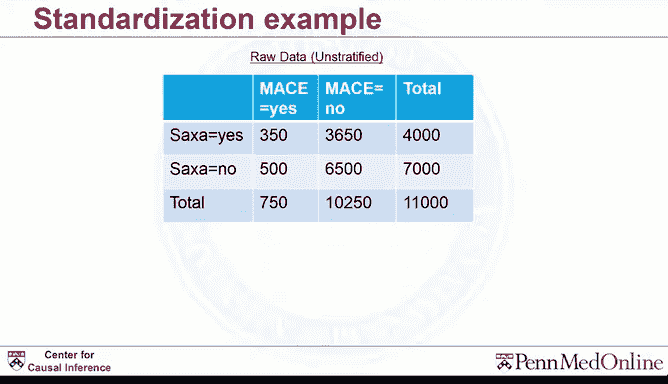 Standardization example
Raw Data (Unstratified)
MACE =yes MACE= no Total
Saxa=yes 350 3650 4000
Saxa=no 500 6500 7000
Total 750 10250 11000
Center for
Causal Inference
PennMedOnline